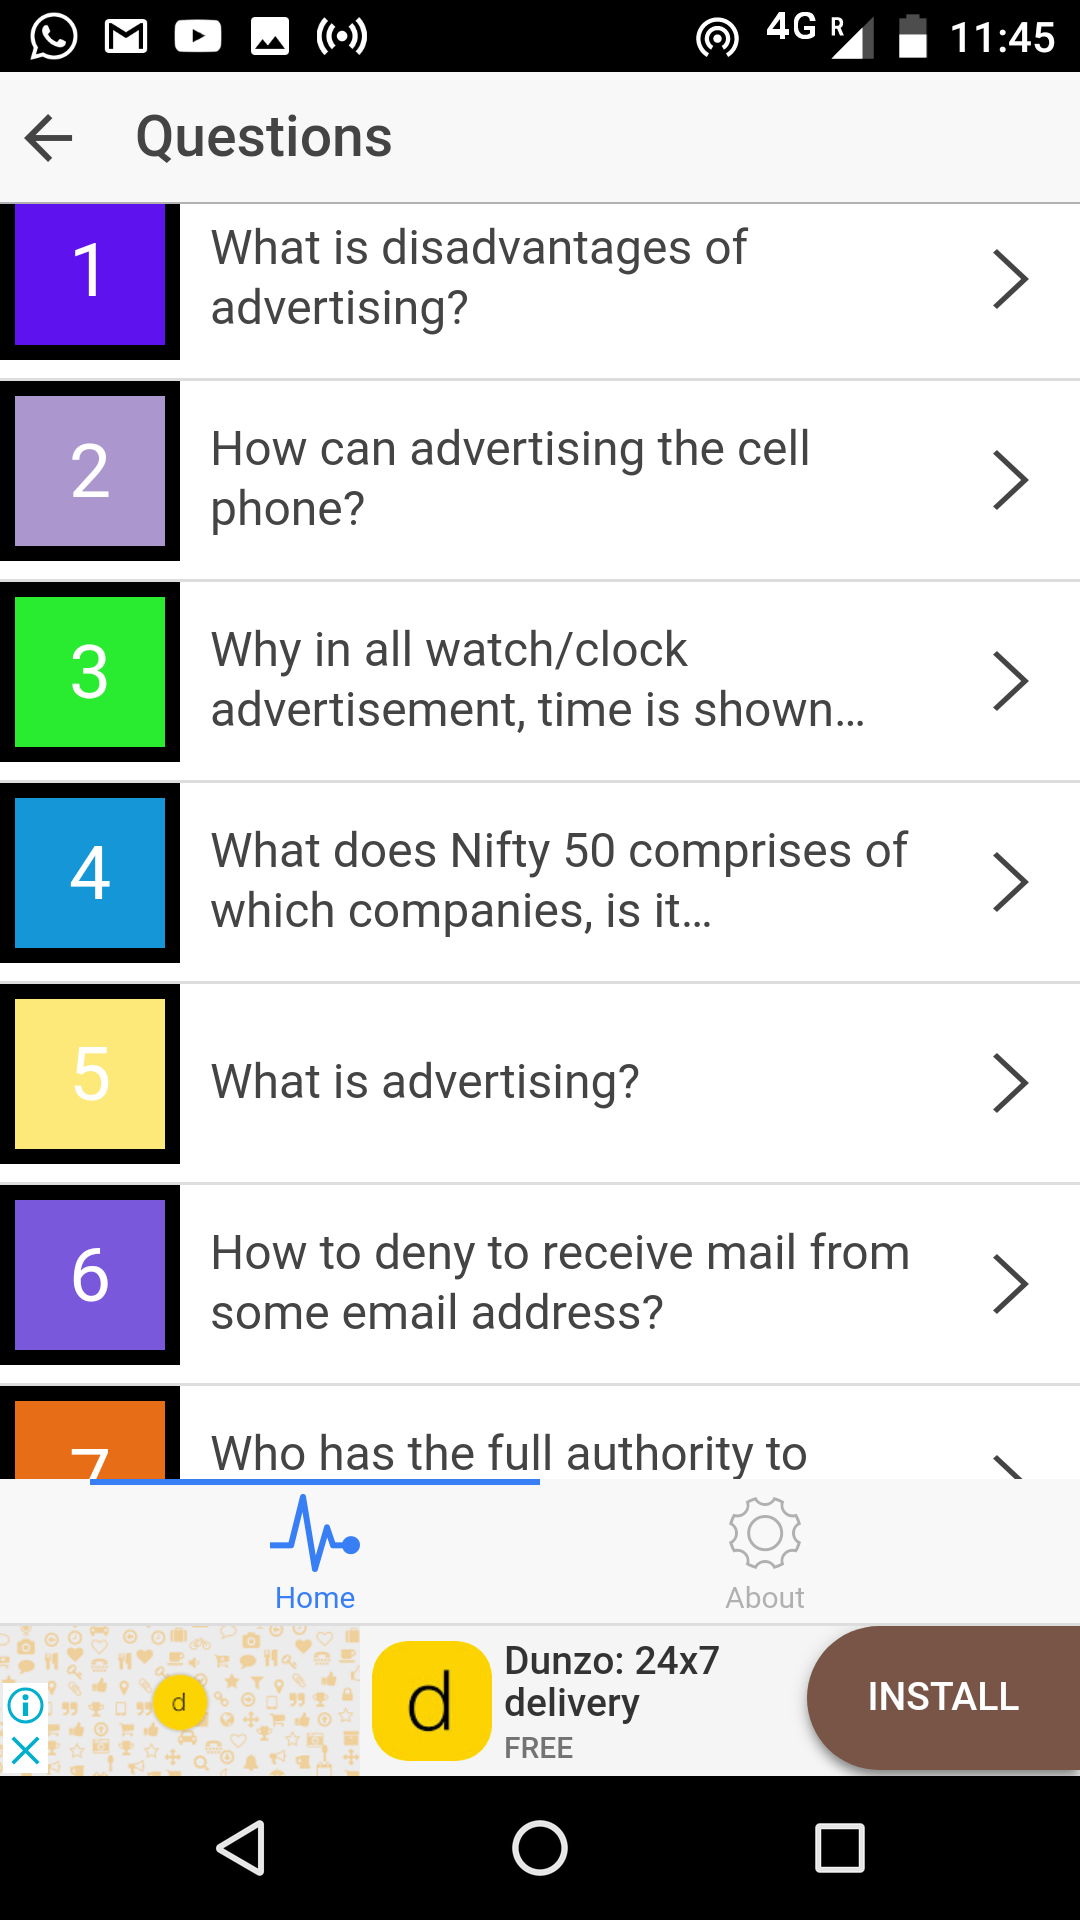 4G R 11:45
Questions
1
What is disadvantages of
advertising?
2
How can advertising the cell
phone?
3
Why in all watch/clock
advertisement, time is shown...
4
What does Nifty 50 comprises of
which companies, is it...
5
What is advertising?
6
How to deny to receive mail from
some email address?
7
Who has the full authority to
Home
About
d
d
Dunzo: 24x7
delivery
FREE
INSTALL